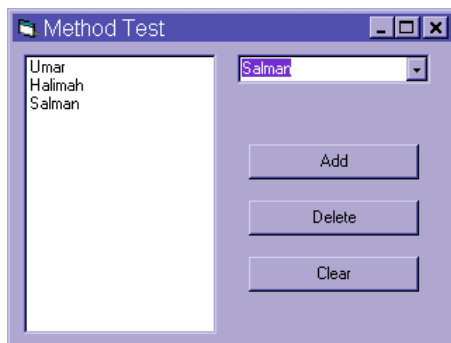 Method Test
Umar
Halimah
Salman
Salman
Add
Delete
Clear